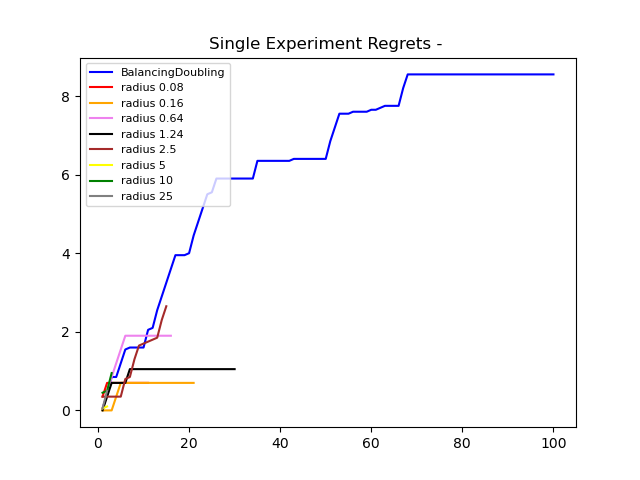 Single Experiment Regrets -
BalancingDoubling
radius 0.08
radius 0.16
radius 0.64
radius 1.24
radius 2.5
radius 5
radius 10
radius 25
8
6
4
2
0
0 20 40 60 80 100